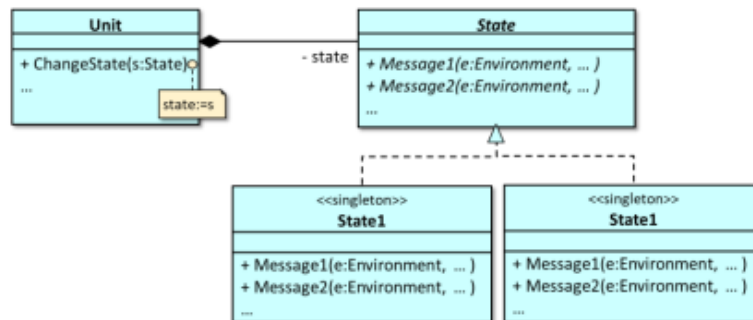 Unit
+ ChangeState(s:State)
...
state:=s
- state
State
+ Message1(e:Environment, ... )
+ Message2(e:Environment, ... )
...
<<singleton>>
State1
+ Message1(e:Environment, ... )
+ Message2(e:Environment, ... )
...
<<singleton>>
State1
+ Message1(e:Environment, ... )
+ Message2(e:Environment, ... )
...